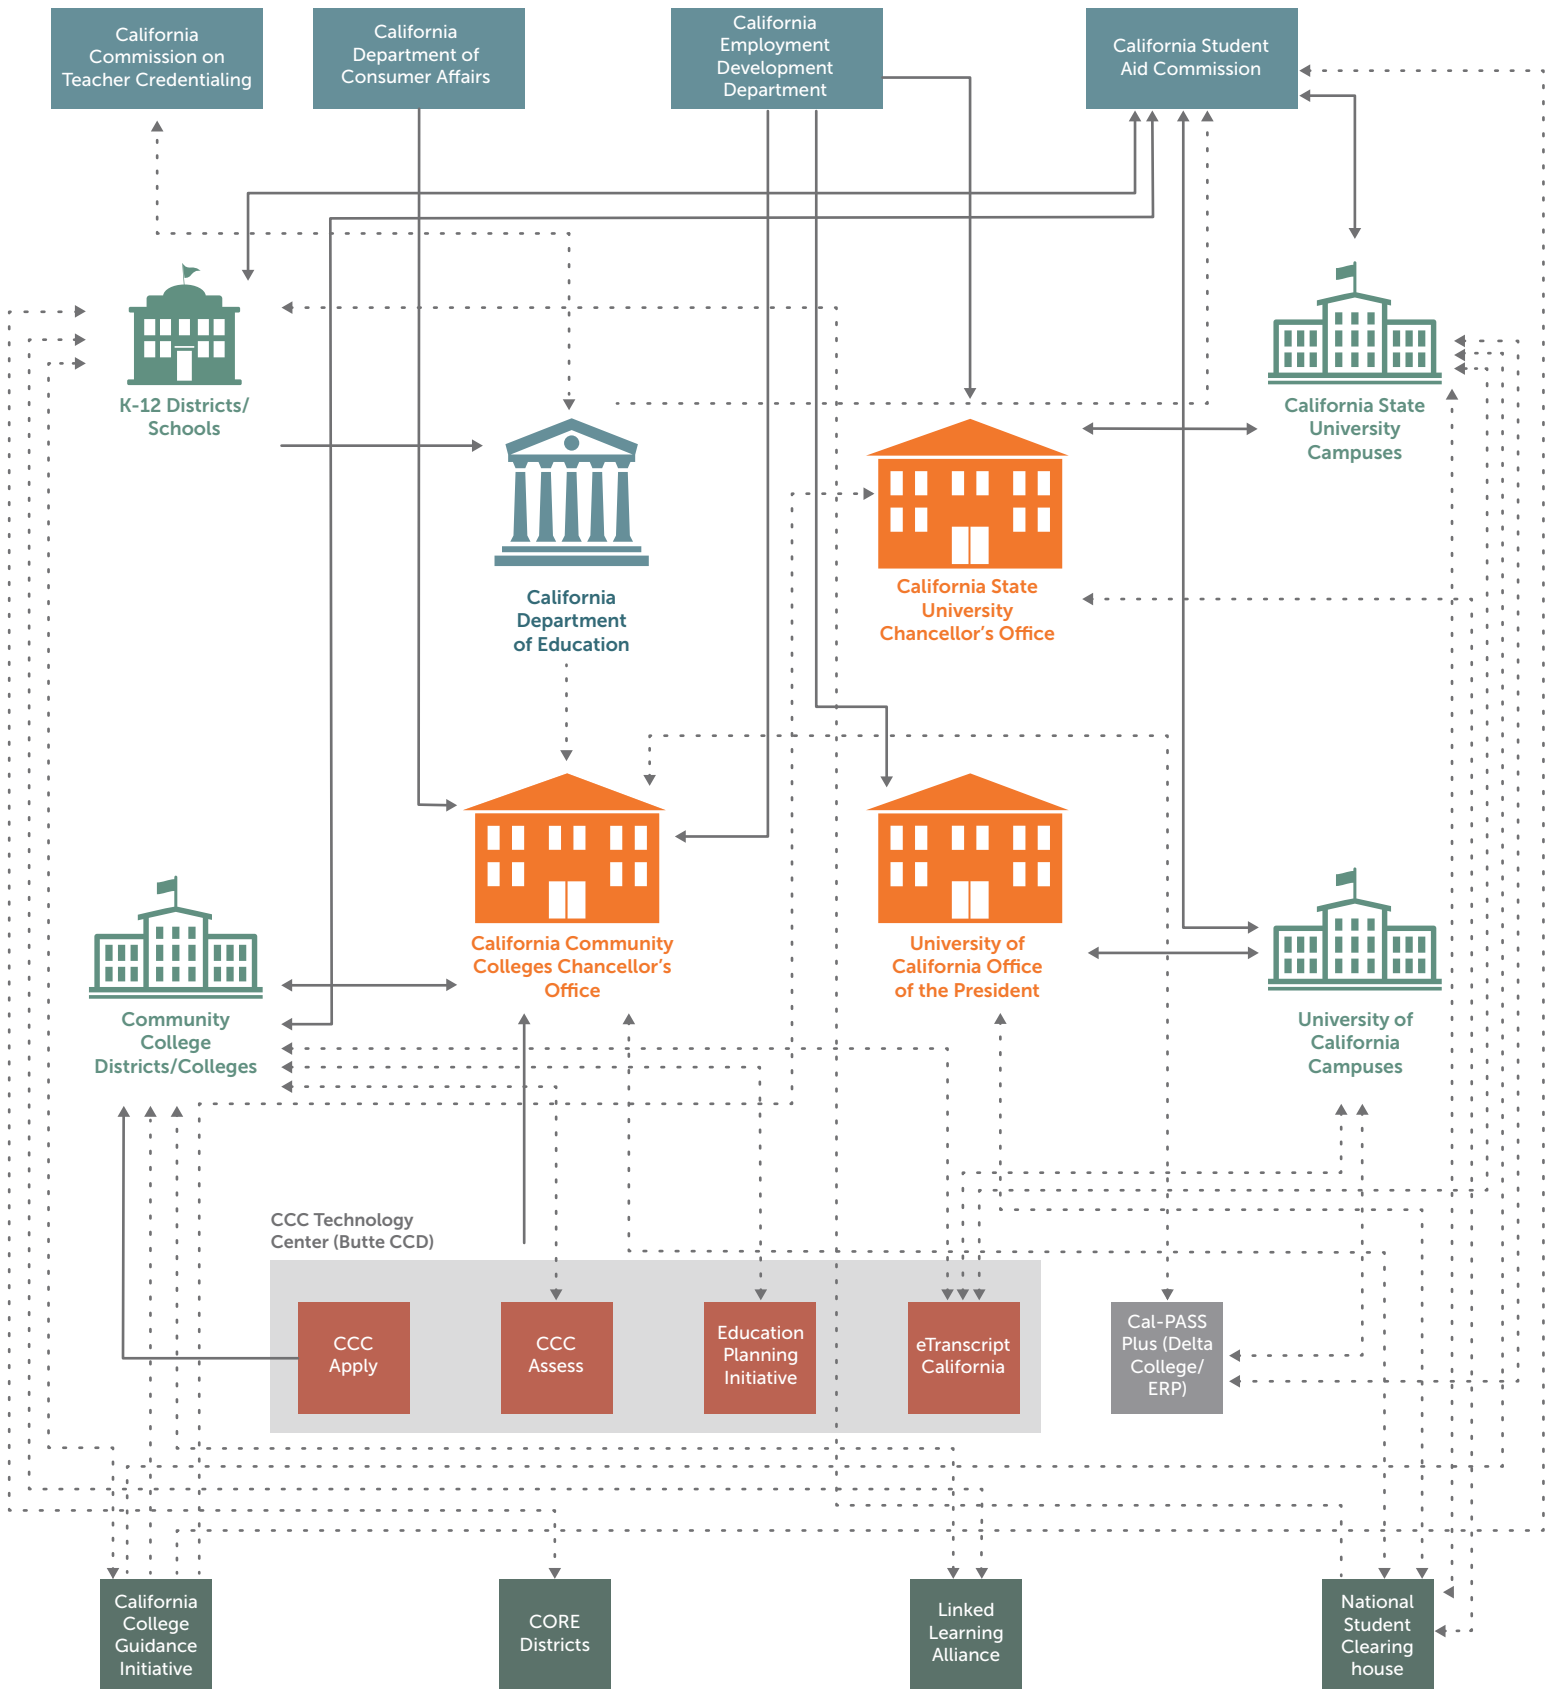 California
Commission on
Teacher Credentialing
California
Department of
Consumer Affairs
California
Employment
Development
Department
California Student
Aid Commission
K-12 Districts/
Schools
California State
University
Campuses
California
Department
of Education
California State
University
Chancellor’s Office
California Community
Colleges Chancellor’s
Office
University of
California Office
of the President
Community
College
Districts/Colleges
University of
California
Campuses
CCC Technology
Center (Butte CCD)
CCC
Apply
CCC
Assess
Education
Planning
Initiative
eTranscript
California
Cal-PASS
Plus (Delta
College/
ERP)
California
College
Guidance
Initiative
CORE
Districts
Linked
Learning
Alliance
National
Student
Clearing
house